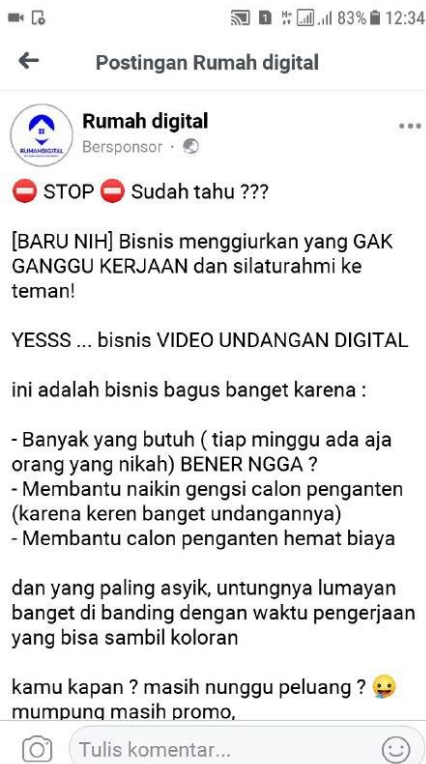 83% 12:34
Postingan Rumah digital
RUMAHDIGITAL
Rumah digital
Bersponsor ·
STOP Sudah tahu ???
[BARU NIH] Bisnis menggiurkan yang GAK
GANGGU KERJAAN dan silaturahmi ke
teman!
YESSS ... bisnis VIDEO UNDANGAN DIGITAL
ini adalah bisnis bagus banget karena :
- Banyak yang butuh ( tiap minggu ada aja
orang yang nikah) BENER NGGA ?
- Membantu naikin gengsi calon penganten
(karena keren banget undangannya)
- Membantu calon penganten hemat biaya
dan yang paling asyik, untungnya lumayan
banget di banding dengan waktu pengerjaan
yang bisa sambil koloran
kamu kapan ? masih nunggu peluang ?
mumpung masih promo,
Tulis komentar...